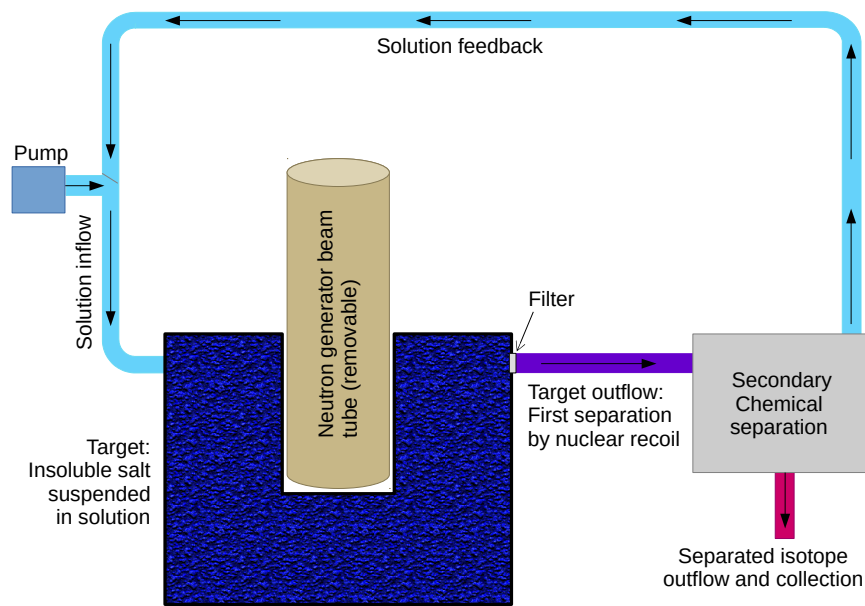 Solution feedback
Pump
Solution inflow
Neutron generator beam
tube (removable)
Filter
Target outflow:
First separation
by nuclear recoil
Secondary
Chemical
separation
Target:
Insoluble salt
suspended
in solution
Separated isotope
outflow and collection